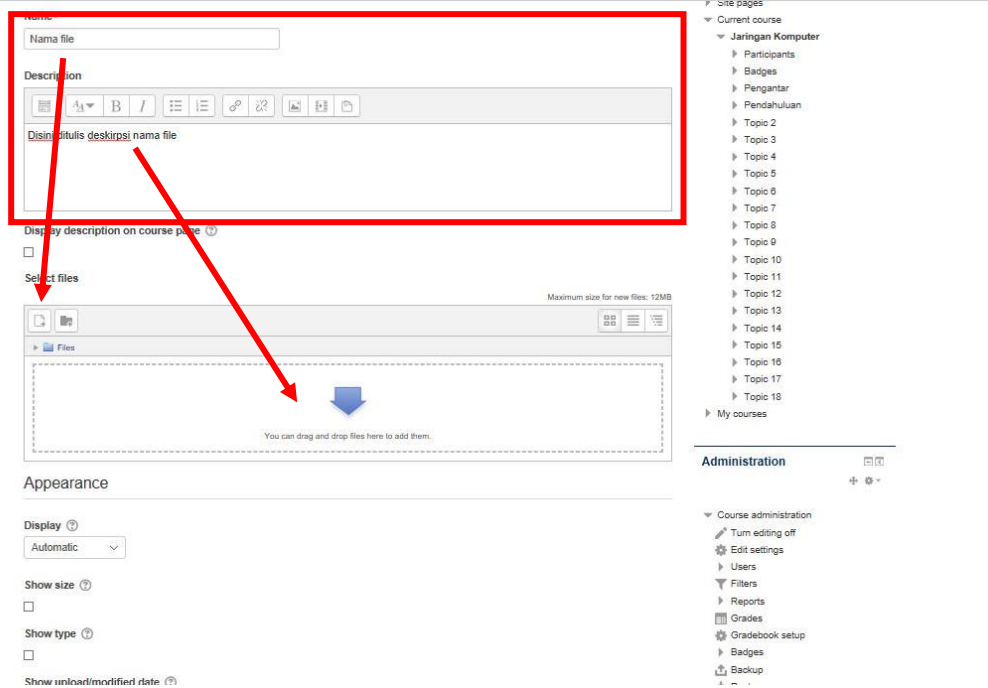 Name
Nama file
Description
Disini ditulis deskirpsi nama file
Display description on course page
Select files
Maximum size for new files: 12MB
Files
You can drag and drop files here to add them.
Appearance
Display
Automatic
Show size
Show type
Show upload/modified date
Site pages
Current course
Jaringan Komputer
Participants
Badges
Pengantar
Pendahuluan
Topic 2
Topic 3
Topic 4
Topic 5
Topic 6
Topic 7
Topic 8
Topic 9
Topic 10
Topic 11
Topic 12
Topic 13
Topic 14
Topic 15
Topic 16
Topic 17
Topic 18
My courses
Administration
Course administration
Turn editing off
Edit settings
Users
Filters
Reports
Grades
Gradebook setup
Badges
Backup